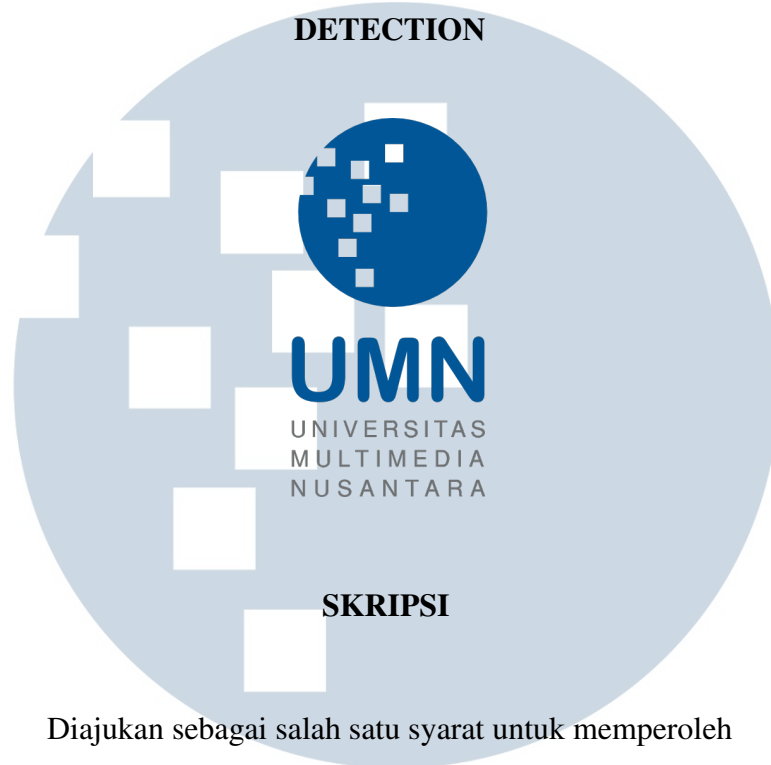 DETECTION
UMN
UNIVERSITAS
MULTIMEDIA
NUSANTARA
SKRIPSI
Diajukan sebagai salah satu syarat untuk memperoleh